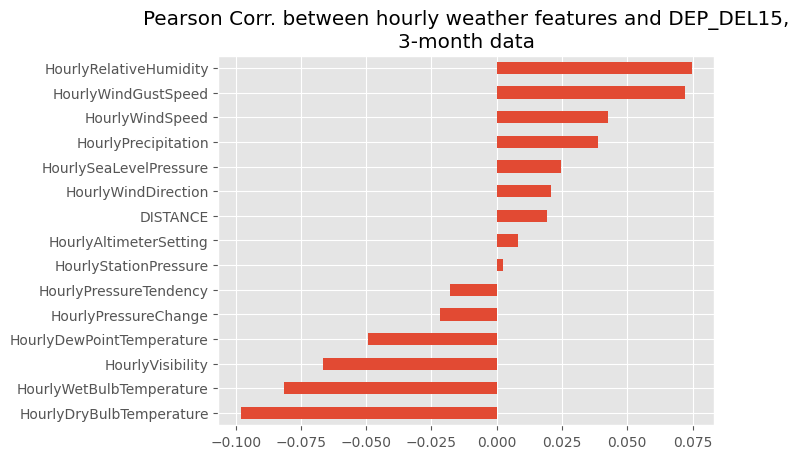 Pearson Corr. between hourly weather features and DEP_DEL15,
3-month data
HourlyRelativeHumidity
HourlyWindGustSpeed
HourlyWindSpeed
HourlyPrecipitation
HourlySeaLevelPressure
HourlyWindDirection
DISTANCE
HourlyAltimeterSetting
HourlyStationPressure
HourlyPressureTendency
HourlyPressureChange
HourlyDewPointTemperature
HourlyVisibility
HourlyWetBulbTemperature
HourlyDryBulbTemperature
−0.100 −0.075 −0.050 −0.025 0.000 0.025 0.050 0.075